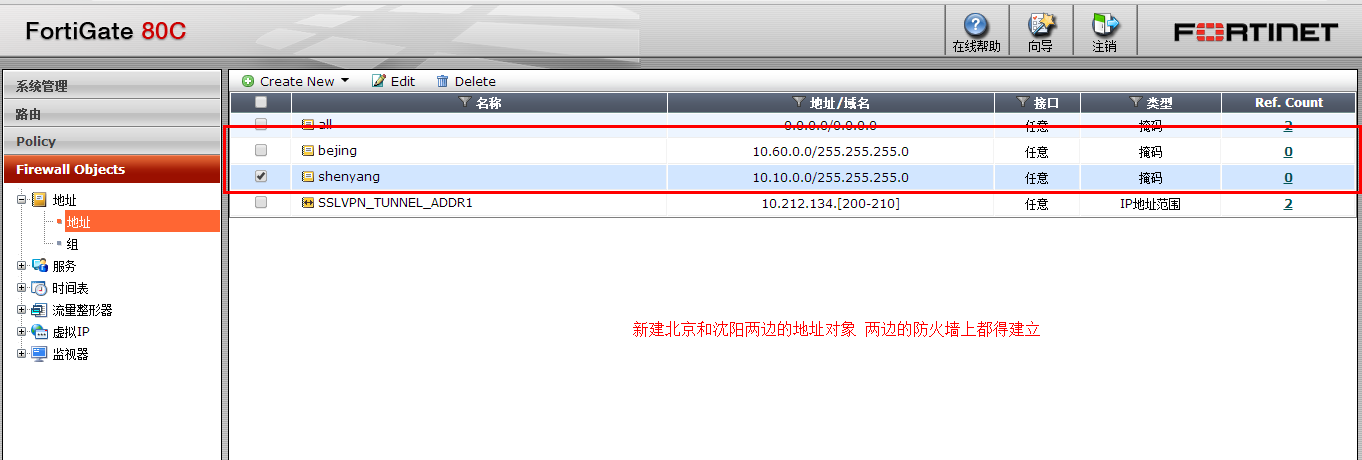 FortiGate 80C
在线帮助
向导
注销
FORTINET
系统管理
路由
Policy
Firewall Objects
地址
地址
组
服务
时间表
流量整形器
虚拟IP
监视器
Create New Edit Delete
名称 地址/域名 接口 类型 Ref. Count
all 0.0.0.0/0.0.0.0 任意 掩码 2
bejing 10.60.0.0/255.255.255.0 任意 掩码 0
shenyang 10.10.0.0/255.255.255.0 任意 掩码 0
SSLVPN_TUNNEL_ADDR1 10.212.134.[200-210] 任意 IP地址范围 2
新建北京和沈阳两边的地址对象 两边的防火墙上都得建立